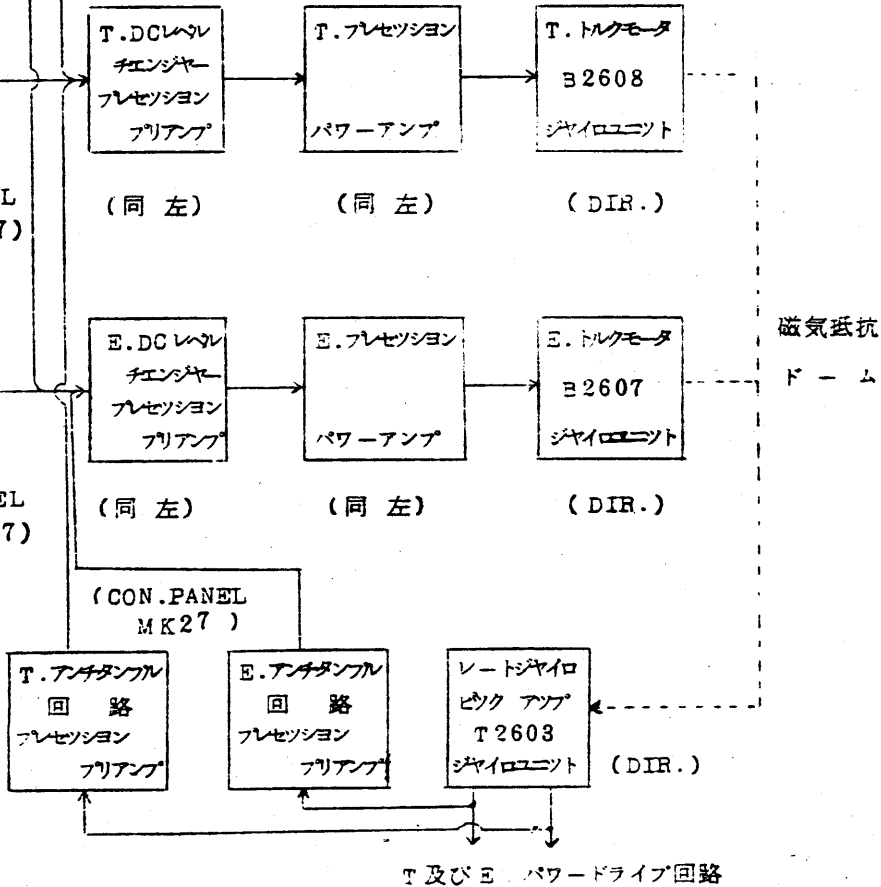 T.DCレベル
チエンジヤー
プレセツシヨン
プリアンプ
T.プレセツシヨン
パワーアンプ
T.トルクモータ
B2608
ジヤイロユニツト
L
7)
(同 左)
(同 左)
(DIR.)
E.DCレベル
チエンジヤー
プレセツシヨン
プリアンプ
E.プレセツシヨン
パワーアンプ
E.トルクモータ
B2607
ジヤイロユニツト
磁気抵抗
ドーム
EL
7)
(同 左)
(同 左)
(DIR.)
(CON.PANEL
MK27 )
T.アンチタンブル
回 路
プレセツシヨン
プリアンプ
E.アンチタンブル
回 路
プレセツシヨン
プリアンプ
レートジヤイロ
ピツク アツプ
T2603
ジヤイロユニツト
(DIR.)
T及びE パワードライブ回路